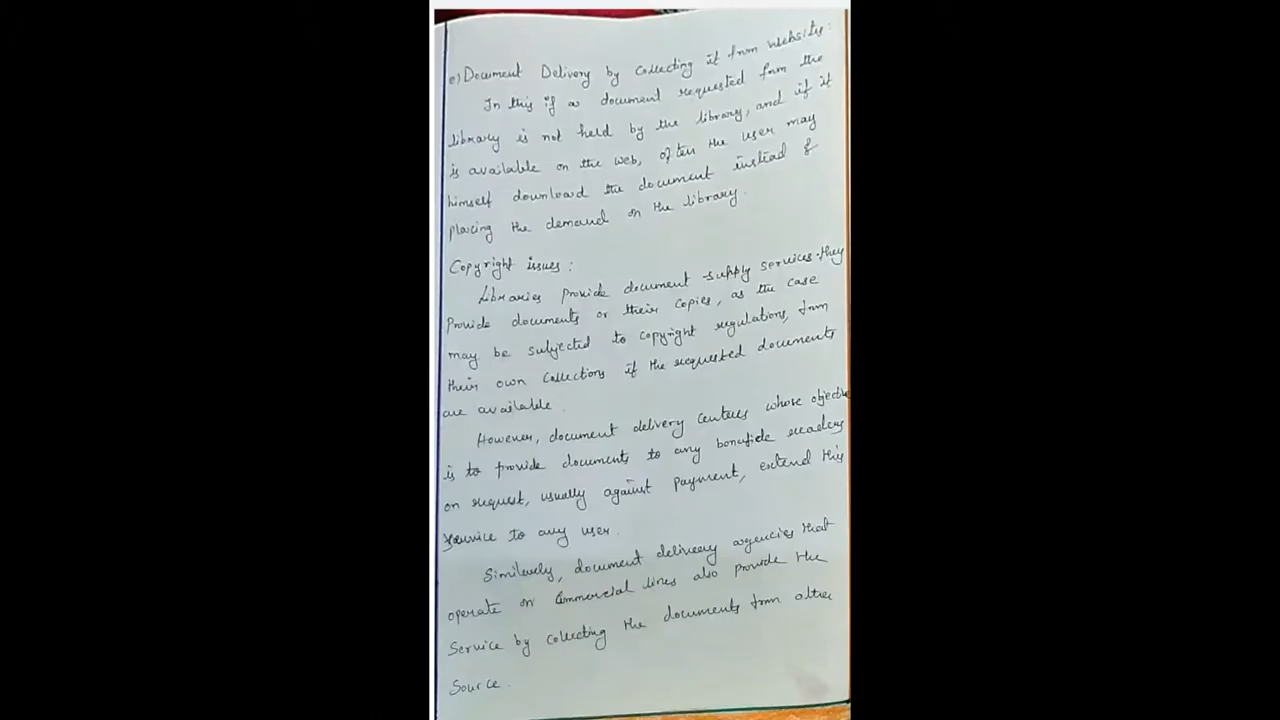 e) Document Delivery by collecting it from website:
In this if a document requested form the
library is not held by the library, and if it
is available on the web, often the user may
himself download the document instead of
placing the demand on the library.
Copyright issues:
Libraries provide document supply services. they
provide documents or their copies, as the case
may be subjected to copyright regulations, from
their own collections if the requested documents
are available.
However, document delivery centres whose objective
is to provide documents to any bonafide readers
on request, usually against payment, extend this
service to any user.
Similerly, document delivery agencies that
operate on commercial lines also provide the
service by collecting the documents from other
source.